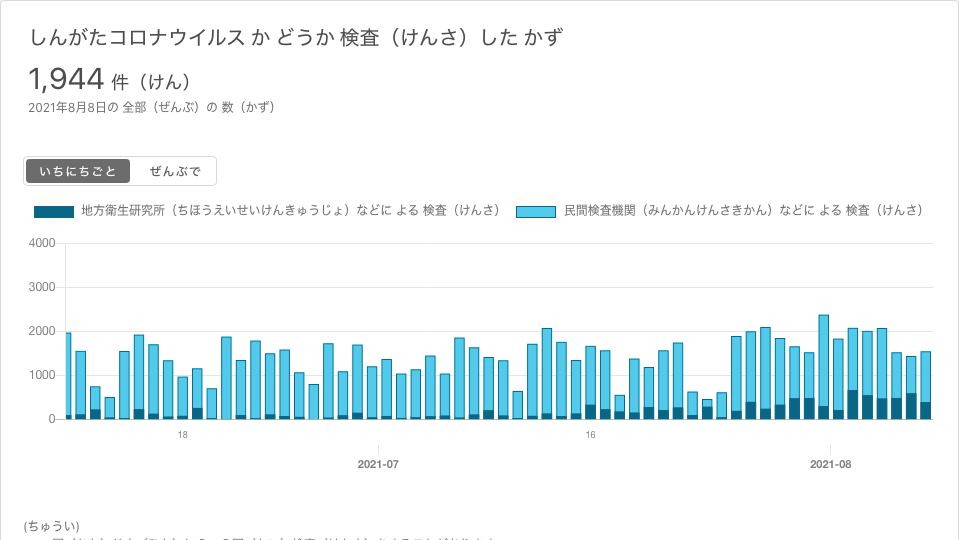 しんがたコロナウイルス か どうか 検査（けんさ）した かず
1,944 件（けん）
2021年8月8日の 全部（ぜんぶ）の 数（かず）
いちにちごと ぜんぶで
地方衛生研究所（ちほうえいせいけんきゅうじょ）などに よる 検査（けんさ） 民間検査機関（みんかんけんさきかん）などに よる 検査（けんさ）
4000
3000
2000
1000
0
18 16
2021-07 2021-08
(ちゅうい)